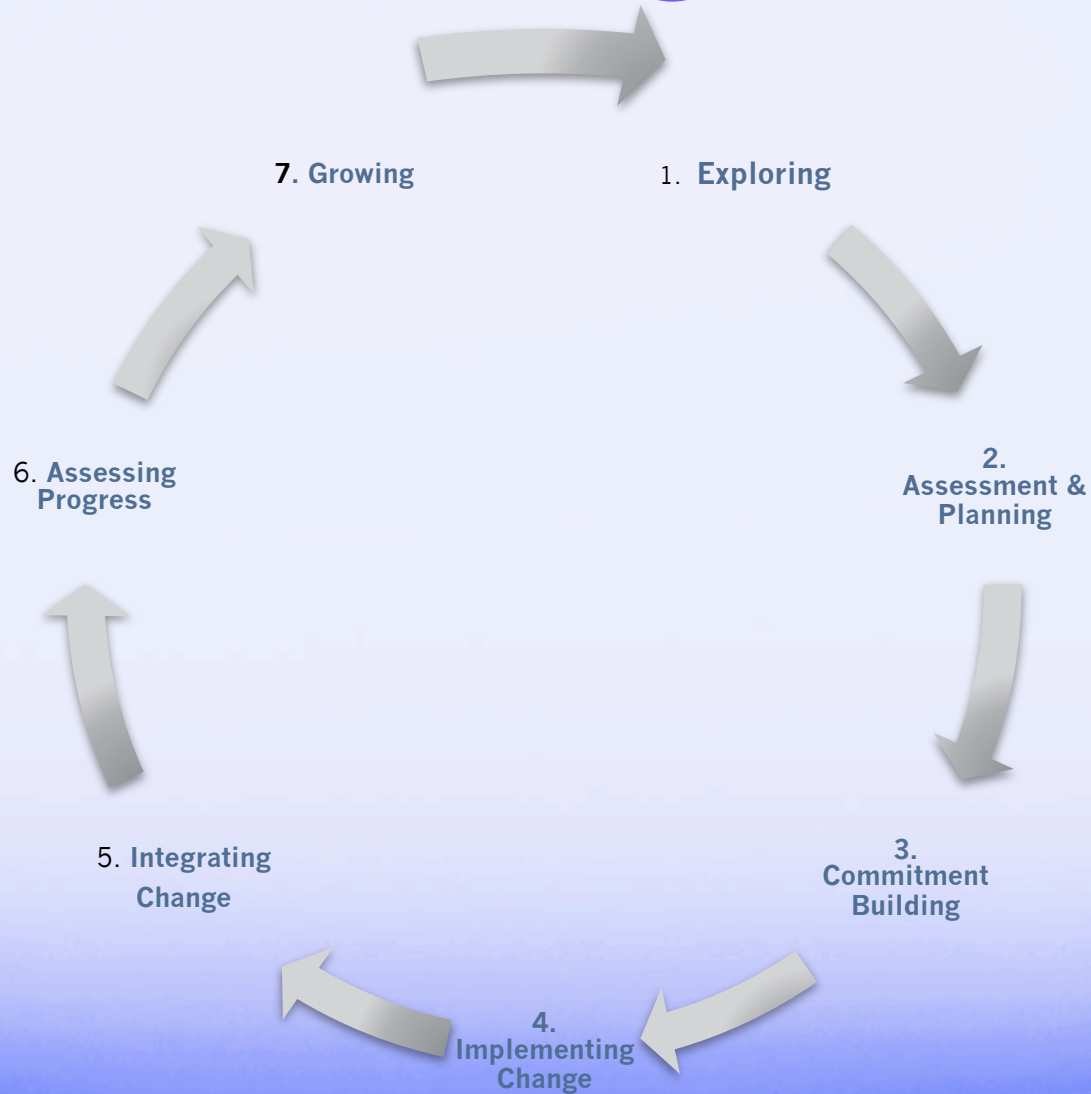 7. Growing
1. Exploring
6. Assessing
Progress
2.
Assessment &
Planning
5. Integrating
Change
3.
Commitment
Building
4.
Implementing
Change